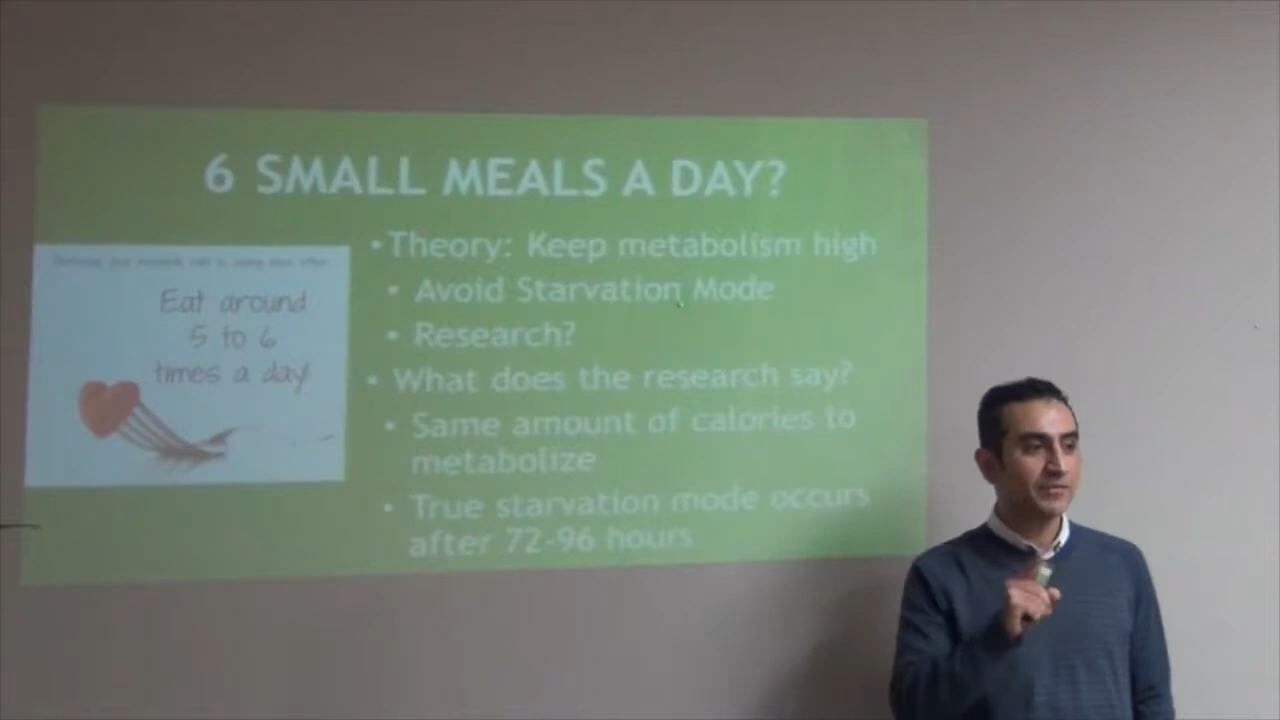 6 SMALL MEALS A DAY?
Eat around
5 to 6
times a day!
•Theory: Keep metabolism high
• Avoid Starvation Mode
• Research?
• What does the research say?
• Same amount of calories to
metabolize
• True starvation mode occurs
after 72-96 hours